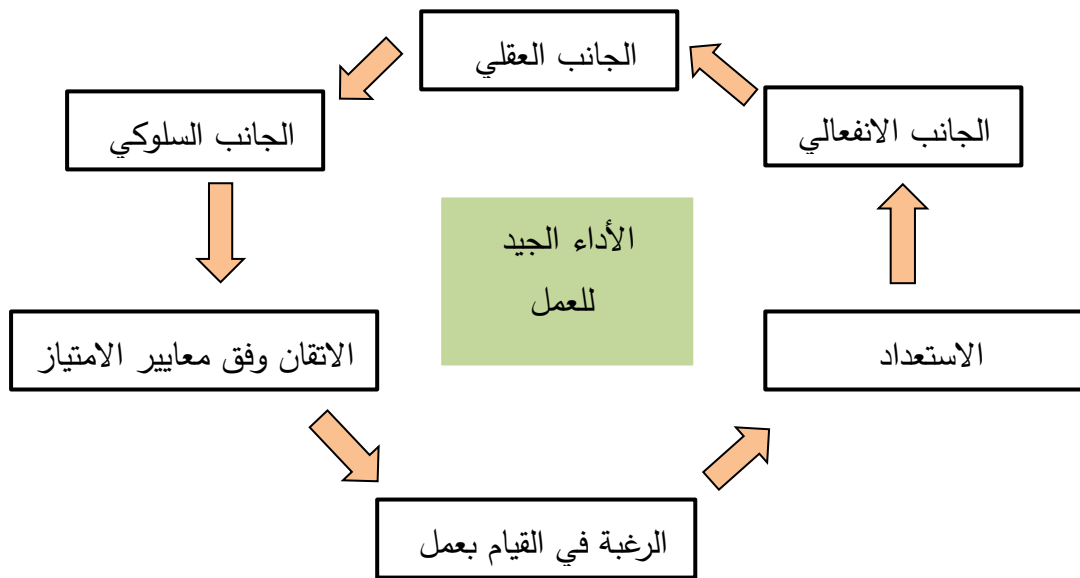 الجانب العقلي
الجانب الانفعالي
الجانب السلوكي
الأداء الجيد
للعمل
الاستعداد
الاتقان وفق معايير الامتياز
الرغبة في القيام بعمل